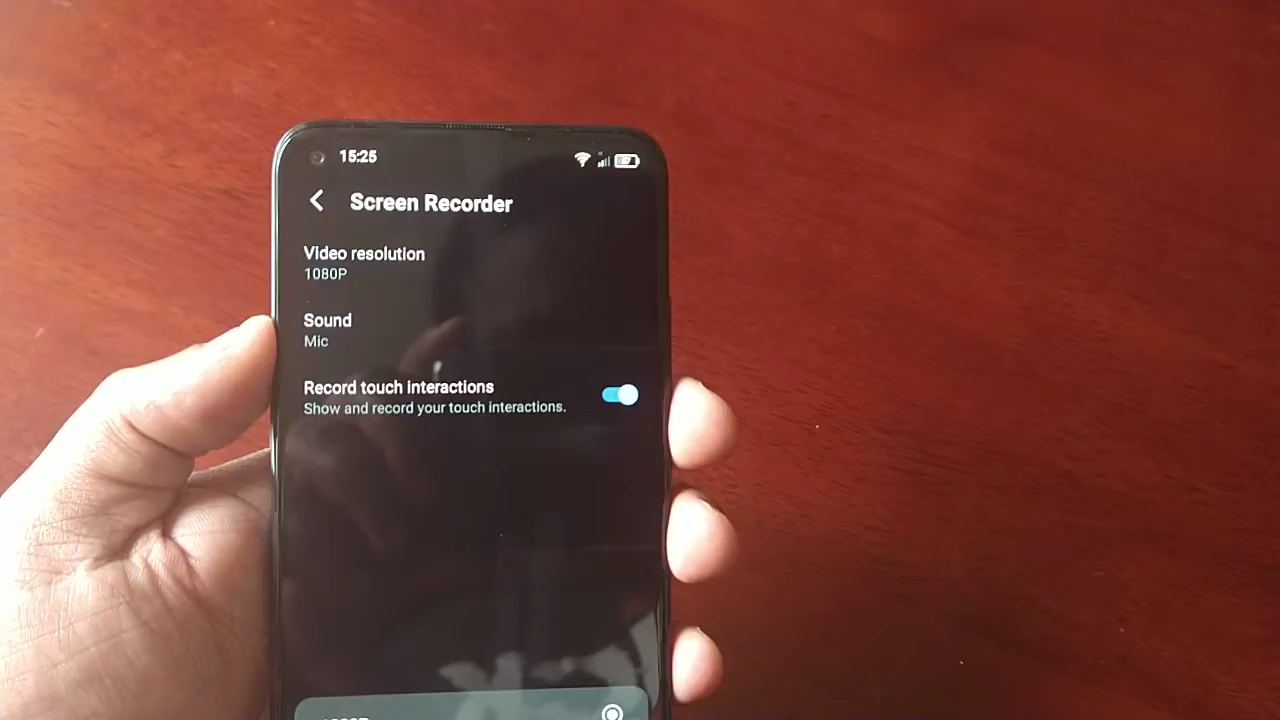 15:25
Screen Recorder
Video resolution
1080P
Sound
Mic
Record touch interactions
Show and record your touch interactions.